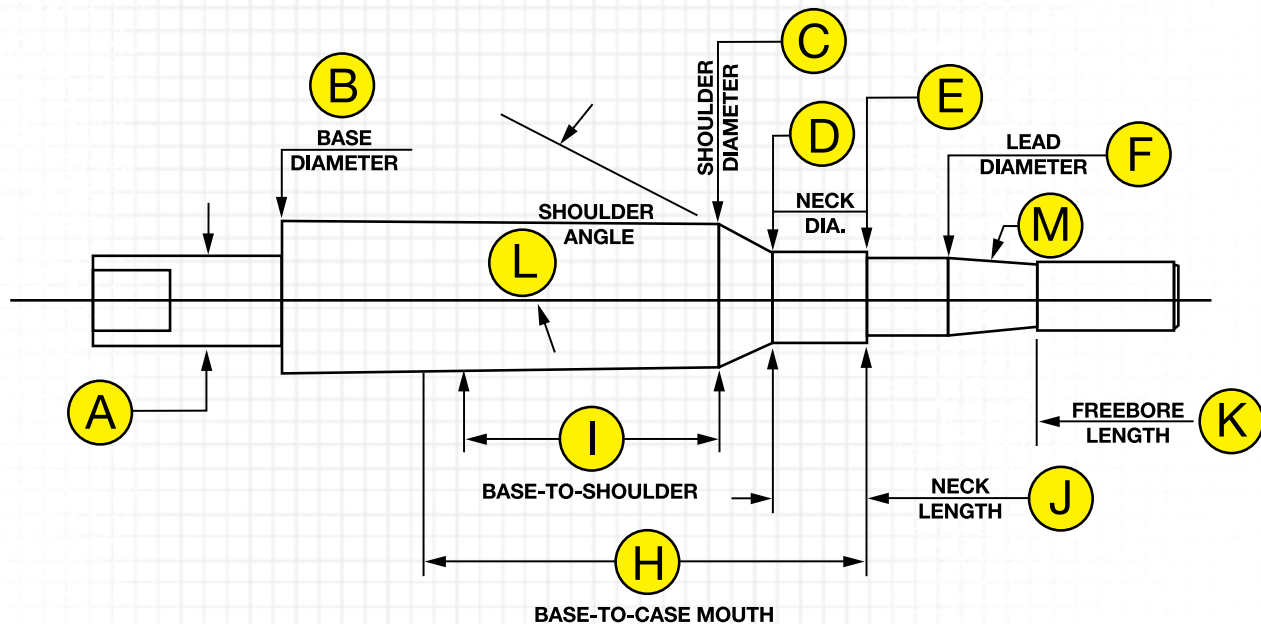 C
B
E
SHOULDER
DIAMETER
D
BASE
DIAMETER
LEAD
DIAMETER
F
NECK
DIA.
SHOULDER
ANGLE
M
L
A
I
FREEBORE
LENGTH
K
BASE-TO-SHOULDER
NECK
LENGTH
J
H
BASE-TO-CASE MOUTH